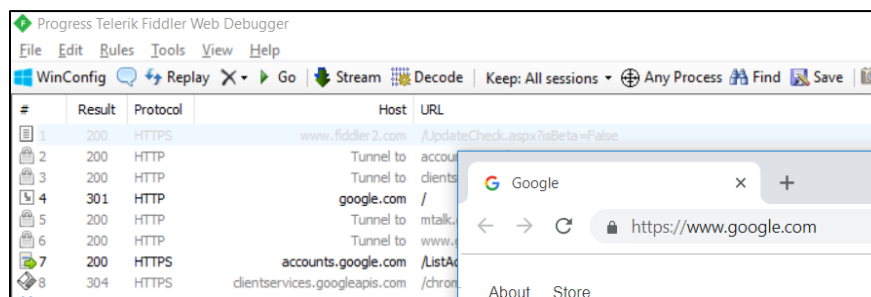 Progress Telerik Fiddler Web Debugger
File Edit Rules Tools View Help
WinConfig Replay Go Stream Decode Keep: All sessions Any Process Find Save
# Result Protocol Host URL
1 200 HTTPS www.fiddler2.com /UpdateCheck.aspx?isBeta=False
2 200 HTTP Tunnel to accou
3 200 HTTP Tunnel to clients
4 301 HTTP google.com /
5 200 HTTP Tunnel to mtalk.
6 200 HTTP Tunnel to www.g
7 200 HTTPS accounts.google.com /ListAc
8 304 HTTPS clientservices.googleapis.com /chrom
Google
https://www.google.com
About Store